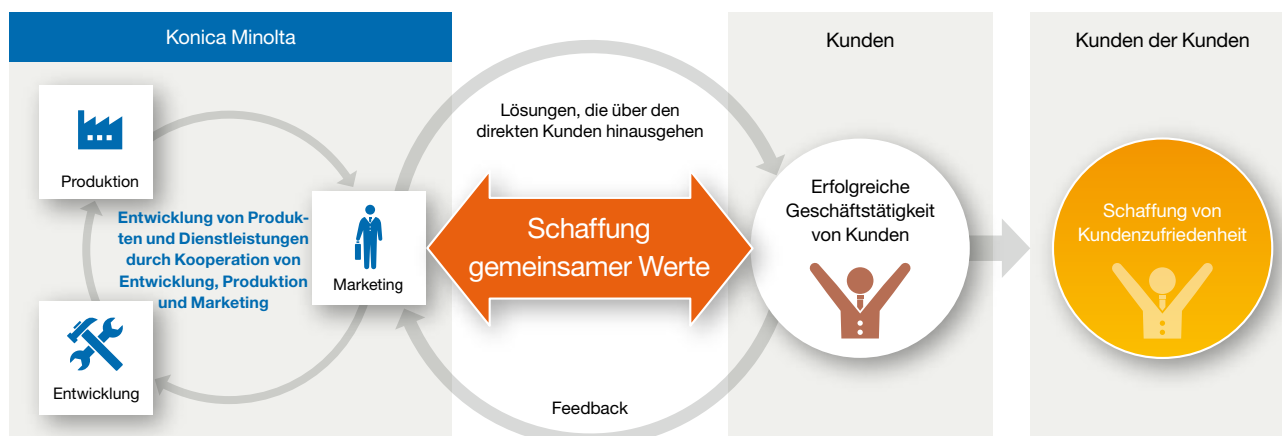 Konica Minolta
Produktion
Entwicklung von Produk-
ten und Dienstleistungen
durch Kooperation von
Entwicklung, Produktion
und Marketing
Marketing
Entwicklung
Lösungen, die über den
direkten Kunden hinausgehen
Schaffung
gemeinsamer Werte
Feedback
Kunden
Erfolgreiche
Geschäftstätigkeit
von Kunden
Kunden der Kunden
Schaffung von
Kundenzufriedenheit